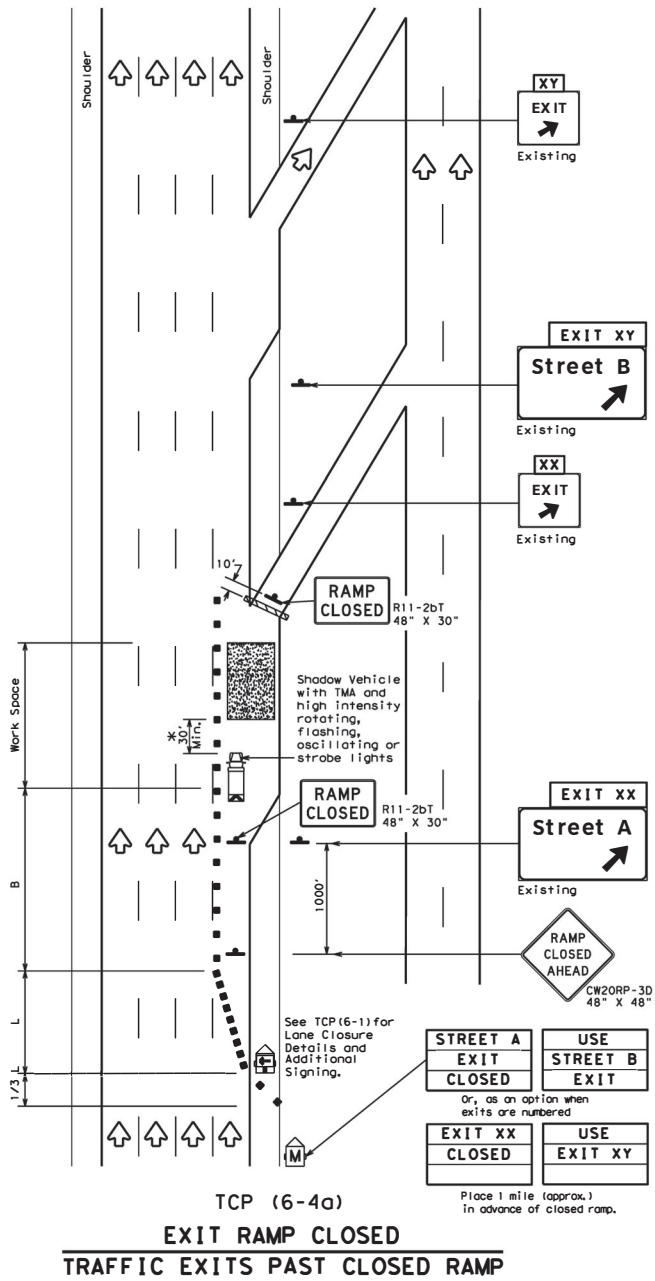 Shoulder
Shoulder
XY
EXIT
Existing
EXIT XY
Street B
Existing
XX
EXIT
Existing
10'
RAMP
CLOSED
R11-2bT
48" X 30"
Work Space
*
30'
Min.
Shadow Vehicle
with TMA and
high intensity
rotating,
flashing,
oscillating or
strobe lights
RAMP
CLOSED
R11-2bT
48" X 30"
EXIT XX
Street A
Existing
B
1000'
RAMP
CLOSED
AHEAD
CW20RP-3D
48" X 48"
L
1/3 L
See TCP(6-1)for
Lane Closure
Details and
Additional
Signing.
STREET A
EXIT
CLOSED
USE
STREET B
EXIT
Or, as an option when
exits are numbered
EXIT XX
CLOSED
USE
EXIT XY
M
Place 1 mile (approx.)
in advance of closed ramp.
TCP (6-4a)
EXIT RAMP CLOSED
TRAFFIC EXITS PAST CLOSED RAMP